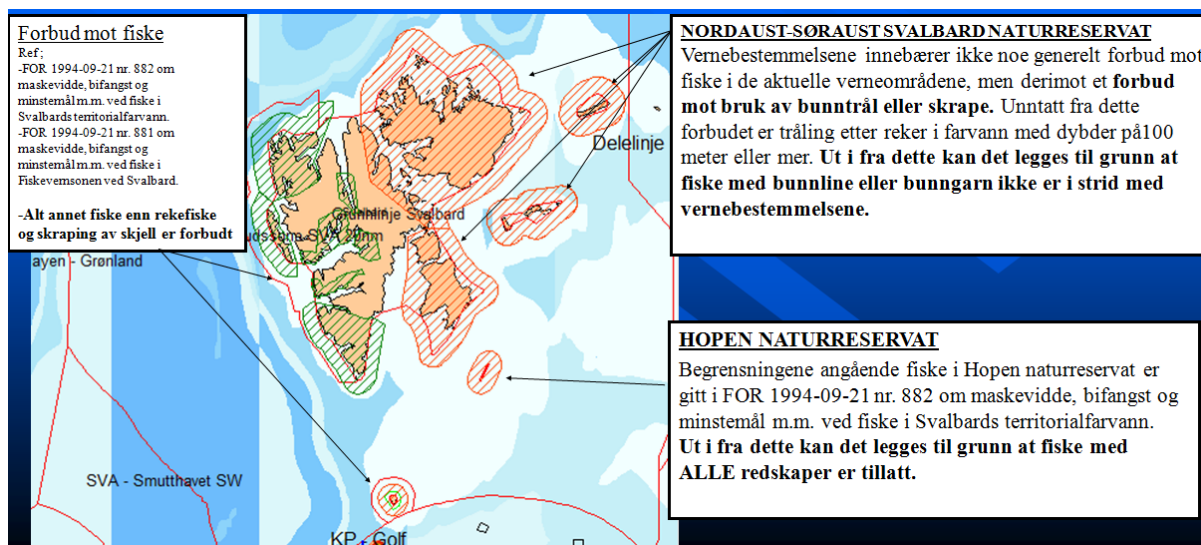 Forbud mot fiske
Ref;
-FOR 1994-09-21 nr. 882 om
maskevidde, bifangst og
minstemål m.m. ved fiske i
Svalbards territorialfarvann.
-FOR 1994-09-21 nr. 881 om
maskevidde, bifangst og
minstemål m.m. ved fiske i
Fiskevernsonen ved Svalbard.
-Alt annet fiske enn rekefiske
og skraping av skjell er forbudt
NORDAUST-SØRAUST SVALBARD NATURRESERVAT
Vernebestemmelsene innebærer ikke noe generelt forbud mot
fiske i de aktuelle verneområdene, men derimot et forbud
mot bruk av bunntrål eller skrape. Unntatt fra dette
forbudet er tråling etter reker i farvann med dybder på100
meter eller mer. Ut i fra dette kan det legges til grunn at
fiske med bunnline eller bunngarn ikke er i strid med
vernebestemmelsene.
Delelinje
Grunnlinje Svalbard
SVA 20nm
ayen - Grønland
HOPEN NATURRESERVAT
Begrensningene angående fiske i Hopen naturreservat er
gitt i FOR 1994-09-21 nr. 882 om maskevidde, bifangst og
minstemål m.m. ved fiske i Svalbards territorialfarvann.
Ut i fra dette kan det legges til grunn at fiske med
ALLE redskaper er tillatt.
SVA - Smutthavet SW
KP - Golf